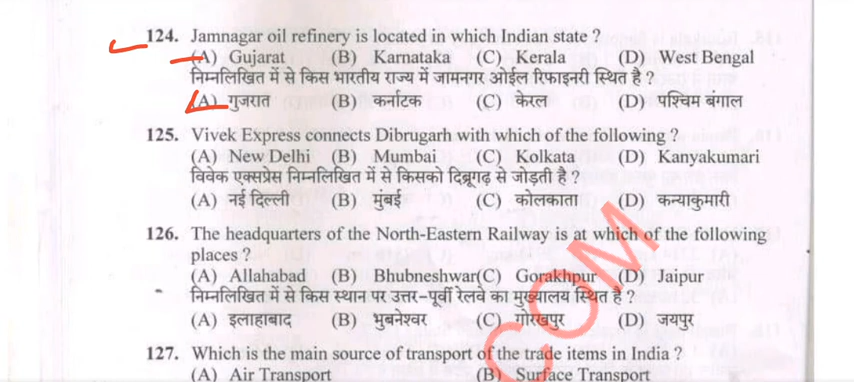 124. Jamnagar oil refinery is located in which Indian state ?
(A) Gujarat (B) Karnataka (C) Kerala (D) West Bengal
निम्नलिखित में से किस भारतीय राज्य में जामनगर ओईल रिफाइनरी स्थित है ?
(A) गुजरात (B) कर्नाटक (C) केरल (D) पश्चिम बंगाल
125. Vivek Express connects Dibrugarh with which of the following ?
(A) New Delhi (B) Mumbai (C) Kolkata (D) Kanyakumari
विवेक एक्सप्रेस निम्नलिखित में से किसको दिब्रूगढ़ से जोड़ती है ?
(A) नई दिल्ली (B) मुंबई (C) कोलकाता (D) कन्याकुमारी
126. The headquarters of the North-Eastern Railway is at which of the following
places ?
(A) Allahabad (B) Bhubneshwar(C) Gorakhpur (D) Jaipur
निम्नलिखित में से किस स्थान पर उत्तर-पूर्वी रेलवे का मुख्यालय स्थित है ?
(A) इलाहाबाद (B) भुबनेश्वर (C) गोरखपुर (D) जयपुर
127. Which is the main source of transport of the trade items in India ?
(A) Air Transport (B) Surface Transport
COM